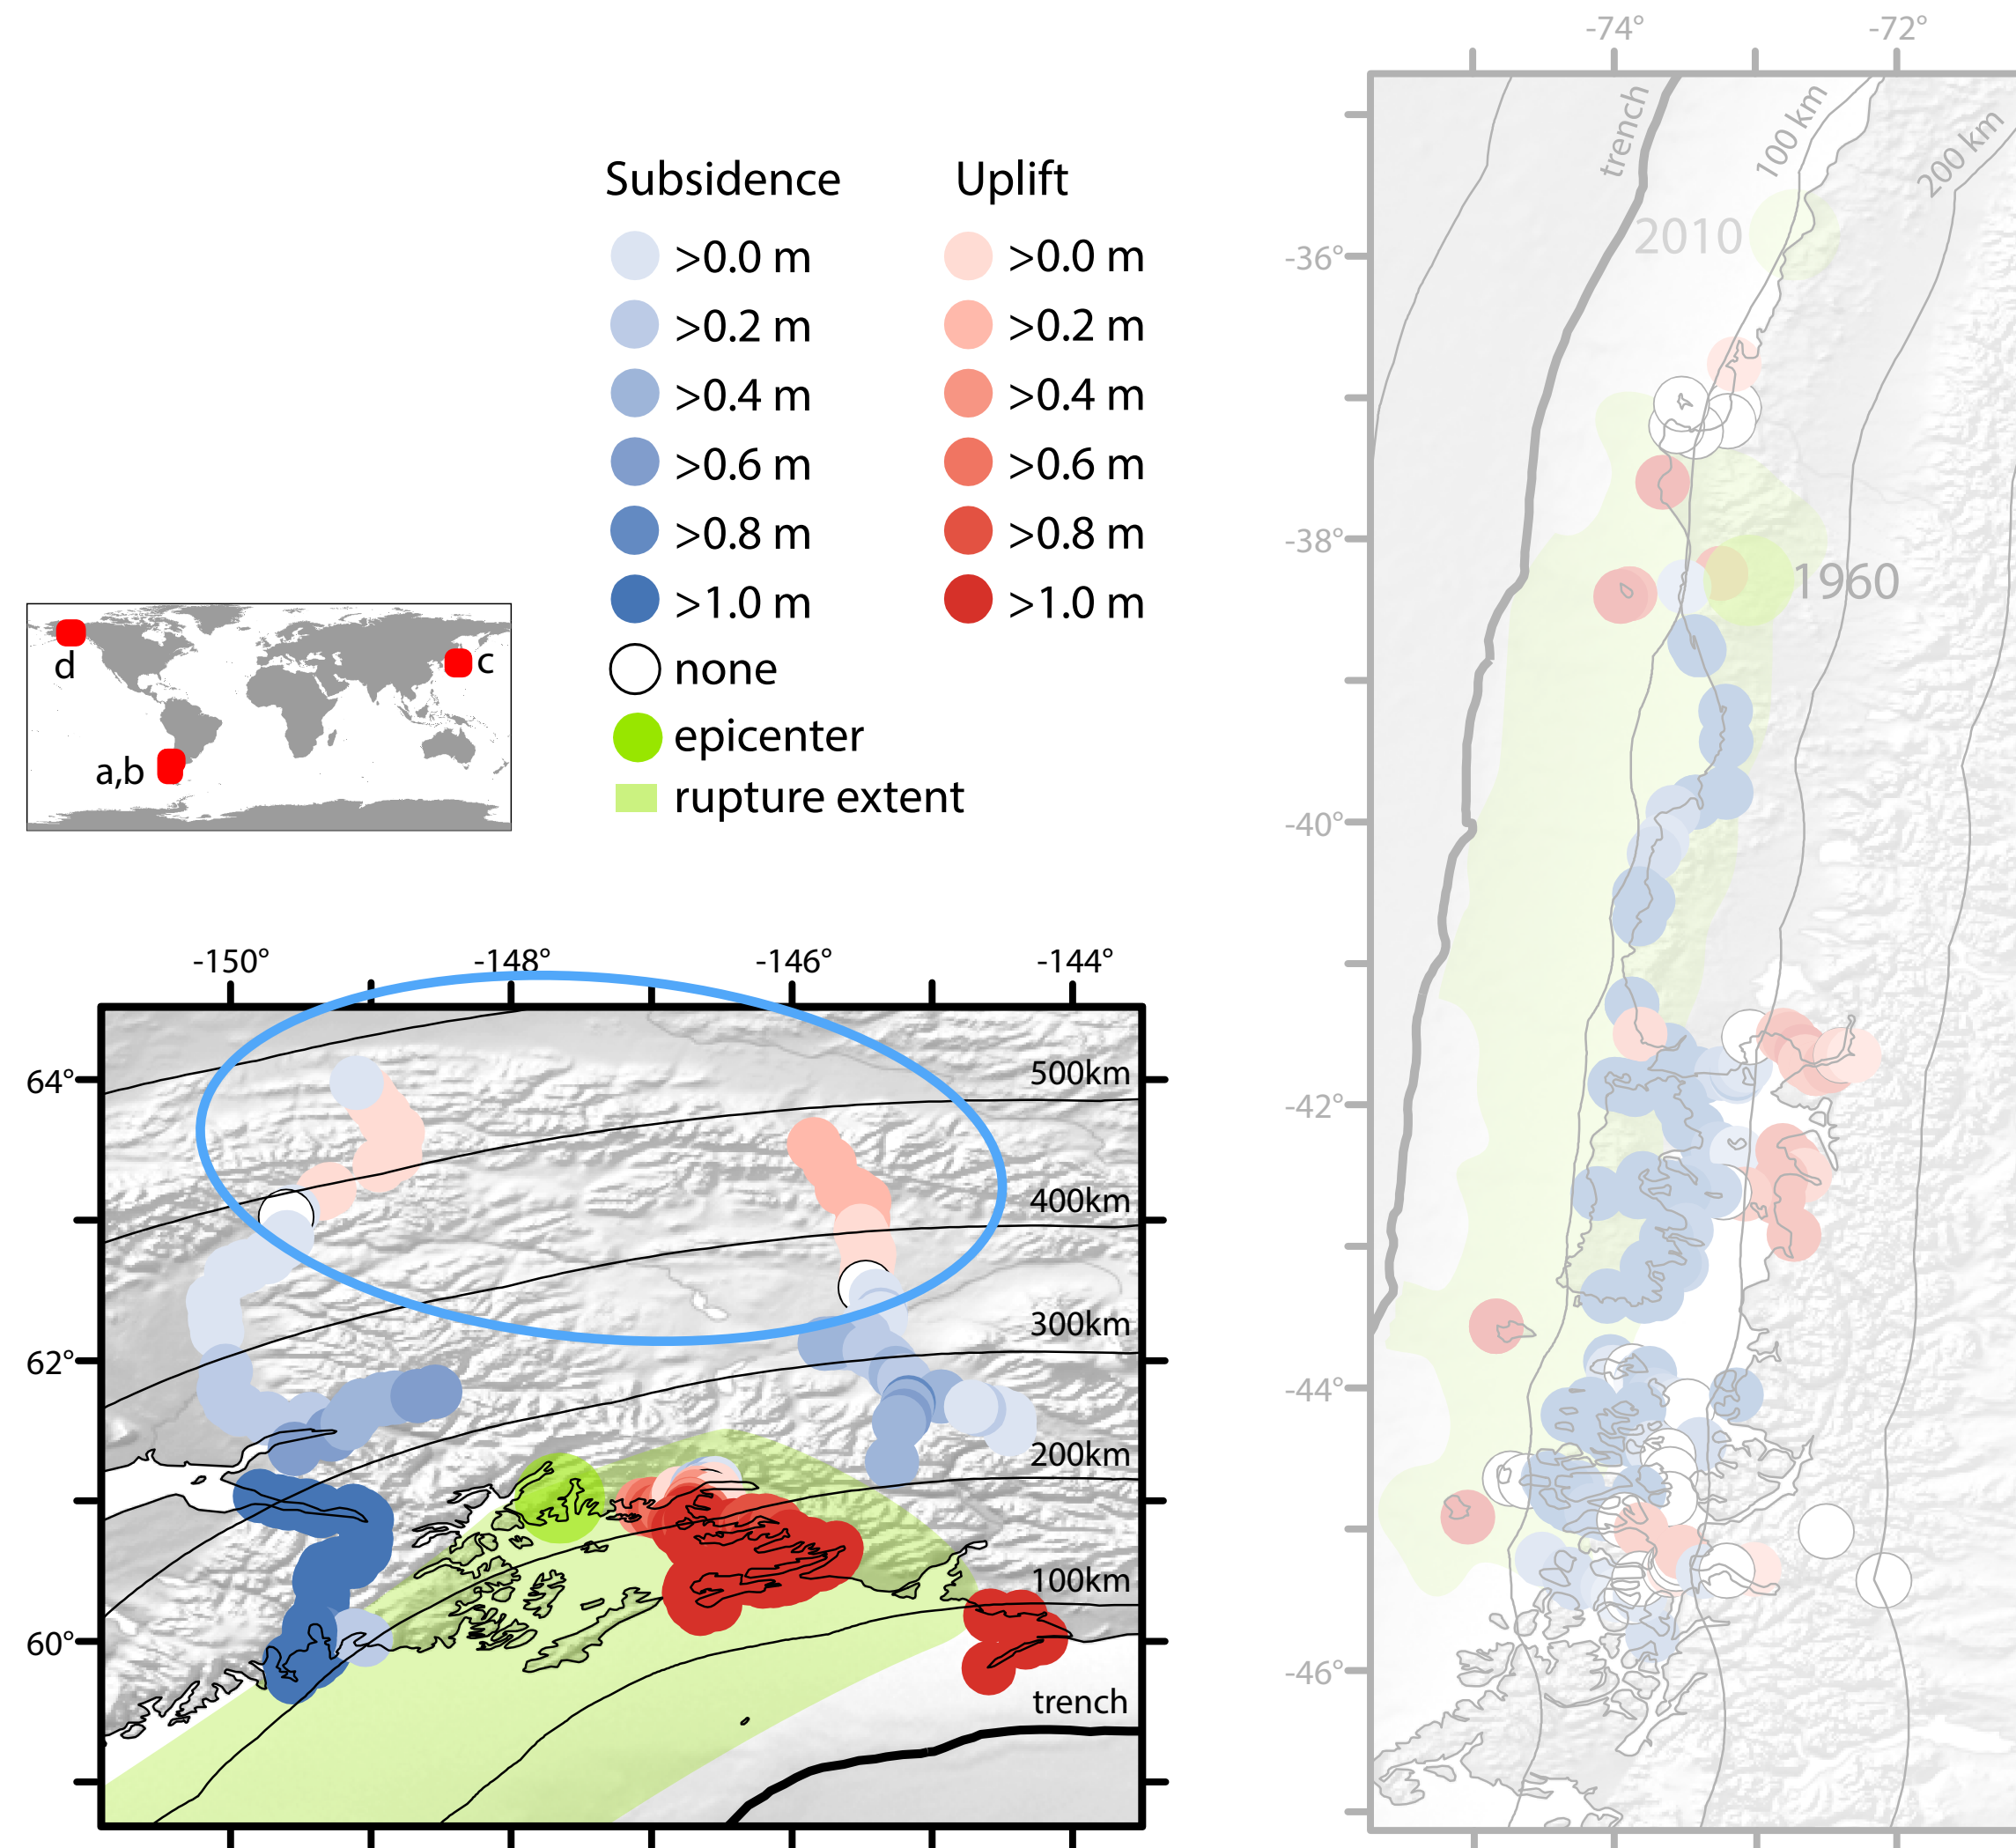 Subsidence
Uplift
>0.0 m
>0.0 m
>0.2 m
>0.2 m
>0.4 m
>0.4 m
>0.6 m
>0.6 m
>0.8 m
>0.8 m
>1.0 m
>1.0 m
none
epicenter
rupture extent
d
c
a,b
-150°
-148°
-146°
-144°
64°
62°
60°
500km
400km
300km
200km
100km
trench
-74°
-72°
trench
100 km
200 km
2010
1960
-36°
-38°
-40°
-42°
-44°
-46°